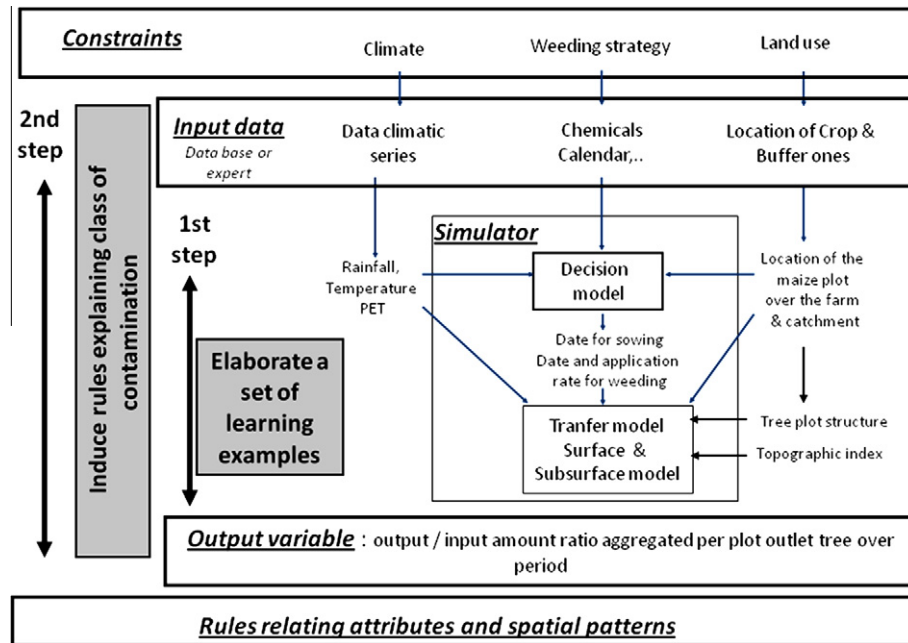 Constraints
Climate
Weeding strategy
Land use
2nd
step
Induce rules explaining class of
contamination
Input data
Data base or
expert
Data climatic
series
Chemicals
Calendar,..
Location of Crop &
Buffer ones
1st
step
Elaborate a
set of
learning
examples
Simulator
Rainfall,
Temperature
PET
Decision
model
Location of the
maize plot
over the farm
& catchment
Date for sowing
Date and application
rate for weeding
Tranfer model
Surface &
Subsurface model
Tree plot structure
Topographic index
Output variable : output / input amount ratio aggregated per plot outlet tree over
period
Rules relating attributes and spatial patterns